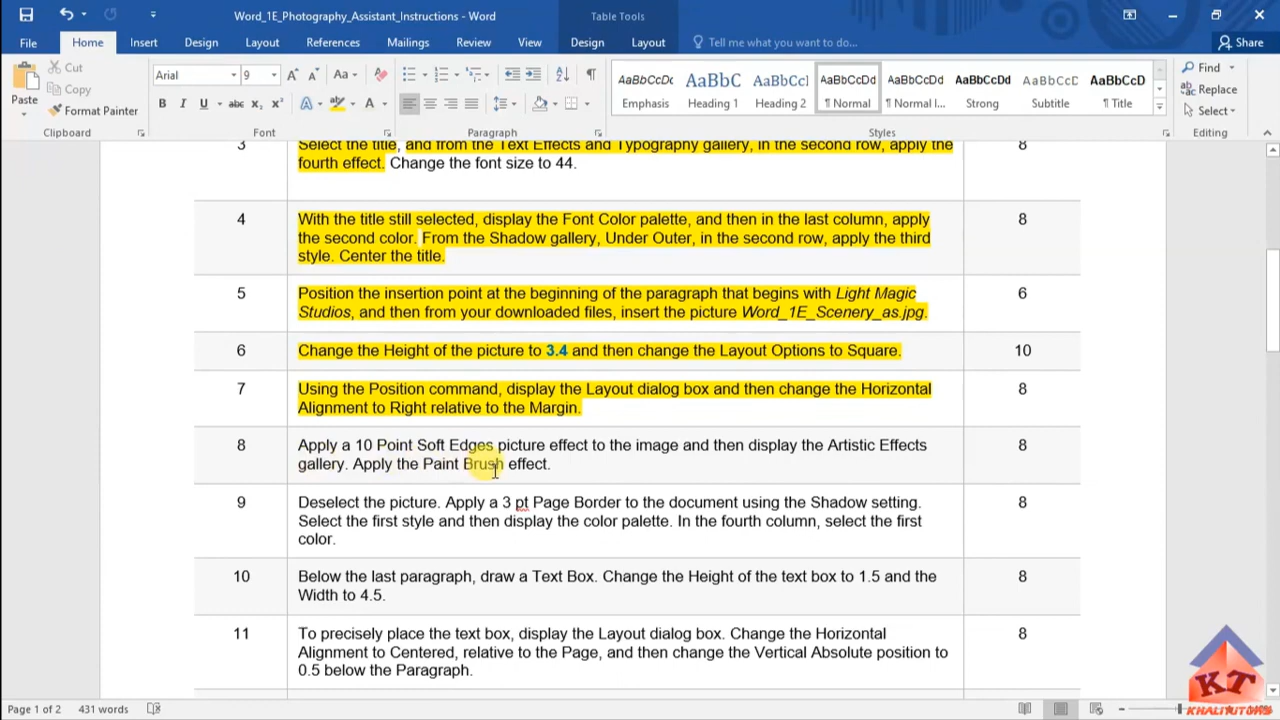 Word_1E_Photography_Assistant_Instructions - Word
Table Tools
File
Home
Insert
Design
Layout
References
Mailings
Review
View
Design
Layout
Tell me what you want to do...
Share
Paste
Cut
Copy
Format Painter
Clipboard
Arial
9
Font
Paragraph
AaBbCcDc
Emphasis
AaBbC
Heading 1
AaBbCcI
Heading 2
AaBbCcDd
¶ Normal
AaBbCcDd
¶ Normal I...
AaBbCcDd
Strong
AaBbCcD
Subtitle
AaBbCcD
¶ Title
Styles
Find
Replace
Select
Editing
3
Select the title, and from the Text Effects and Typography gallery, in the second row, apply the
fourth effect. Change the font size to 44.
8
4
With the title still selected, display the Font Color palette, and then in the last column, apply
the second color. From the Shadow gallery, Under Outer, in the second row, apply the third
style. Center the title.
8
5
Position the insertion point at the beginning of the paragraph that begins with Light Magic
Studios, and then from your downloaded files, insert the picture Word_1E_Scenery_as.jpg.
6
6
Change the Height of the picture to 3.4 and then change the Layout Options to Square.
10
7
Using the Position command, display the Layout dialog box and then change the Horizontal
Alignment to Right relative to the Margin.
8
8
Apply a 10 Point Soft Edges picture effect to the image and then display the Artistic Effects
gallery. Apply the Paint Brush effect.
8
9
Deselect the picture. Apply a 3 pt Page Border to the document using the Shadow setting.
Select the first style and then display the color palette. In the fourth column, select the first
color.
8
10
Below the last paragraph, draw a Text Box. Change the Height of the text box to 1.5 and the
Width to 4.5.
8
11
To precisely place the text box, display the Layout dialog box. Change the Horizontal
Alignment to Centered, relative to the Page, and then change the Vertical Absolute position to
0.5 below the Paragraph.
8
KT
KHALITUTORS
Page 1 of 2
431 words